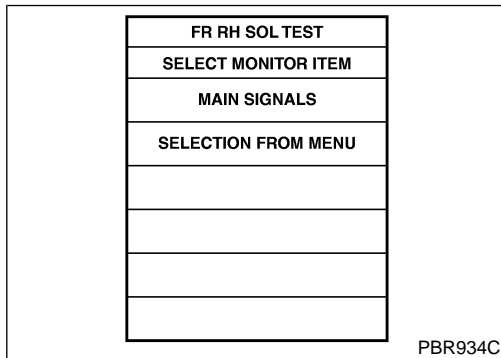 FR RH SOL TEST
SELECT MONITOR ITEM
MAIN SIGNALS
SELECTION FROM MENU
PBR934C